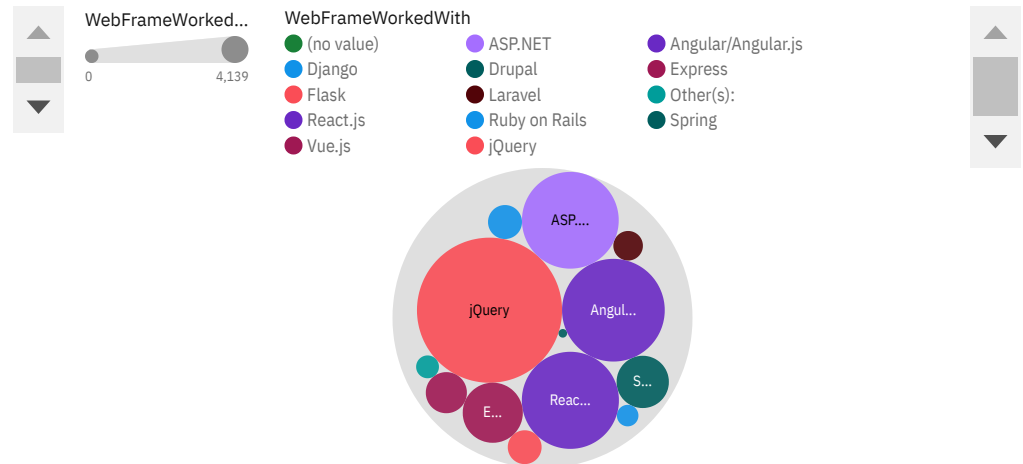 WebFrameWorked...
0
4,139
WebFrameWorkedWith
(no value)
ASP.NET
Angular/Angular.js
Django
Drupal
Express
Flask
Laravel
Other(s):
React.js
Ruby on Rails
Spring
Vue.js
jQuery
ASP....
jQuery
Angul...
S...
Reac...
E...